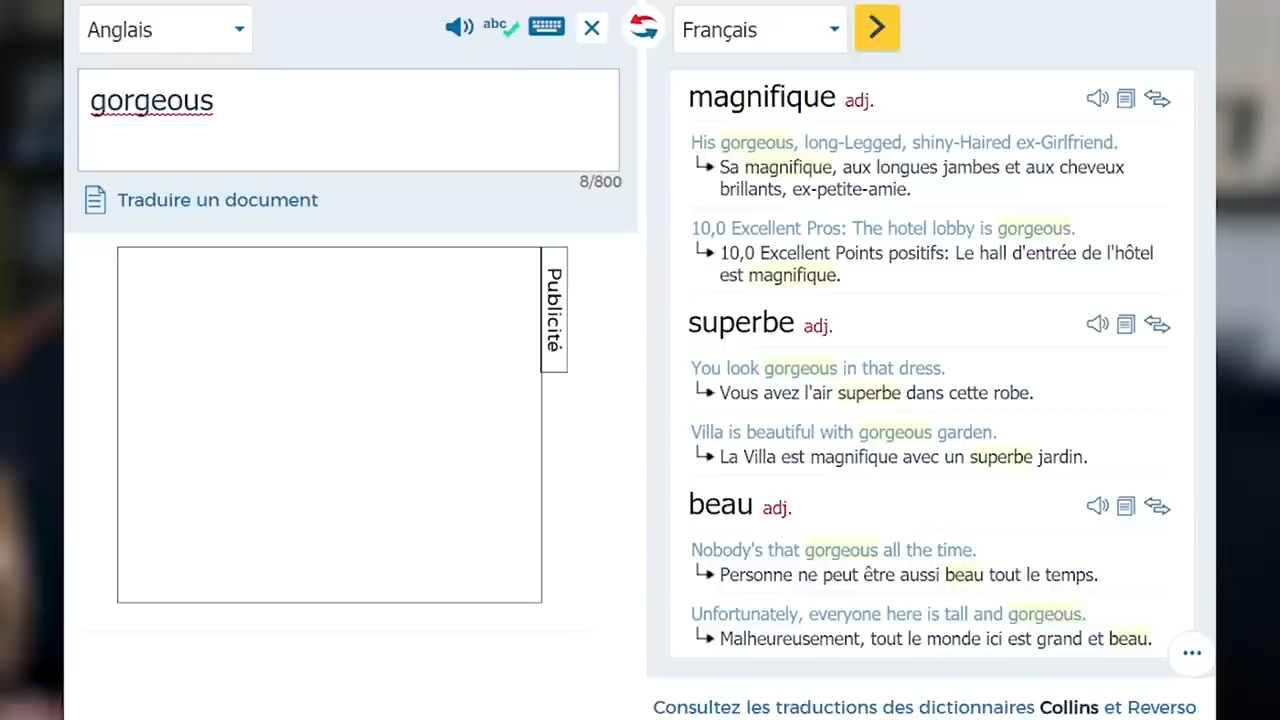 Anglais
abc
Français
gorgeous
8/800
Traduire un document
Publicité
magnifique adj.
His gorgeous, long-Legged, shiny-Haired ex-Girlfriend.
Sa magnifique, aux longues jambes et aux cheveux
brillants, ex-petite-amie.
10,0 Excellent Pros: The hotel lobby is gorgeous.
10,0 Excellent Points positifs: Le hall d'entrée de l'hôtel
est magnifique.
superbe adj.
You look gorgeous in that dress.
Vous avez l'air superbe dans cette robe.
Villa is beautiful with gorgeous garden.
La Villa est magnifique avec un superbe jardin.
beau adj.
Nobody's that gorgeous all the time.
Personne ne peut être aussi beau tout le temps.
Unfortunately, everyone here is tall and gorgeous.
Malheureusement, tout le monde ici est grand et beau.
Consultez les traductions des dictionnaires Collins et Reverso